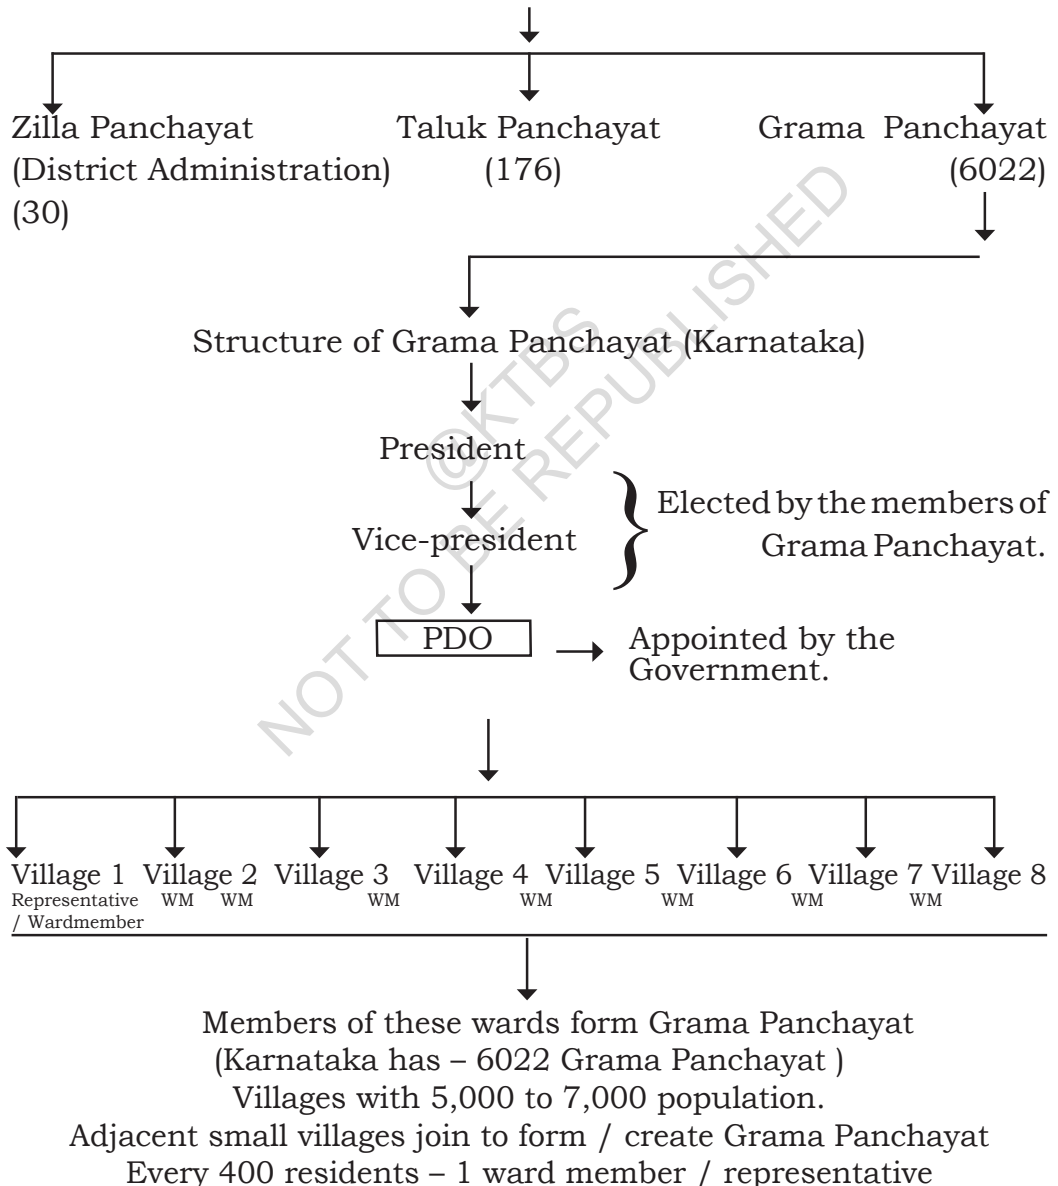 Zilla Panchayat Taluk Panchayat Grama Panchayat
(District Administration) (176) (6022)
(30)
Structure of Grama Panchayat (Karnataka)
President
Elected by the members of
Vice-president Grama Panchayat.
PDO Appointed by the
Government.
Village 1 Village 2 Village 3 Village 4 Village 5 Village 6 Village 7 Village 8
Representative WM WM WM WM WM WM WM
/ Wardmember
Members of these wards form Grama Panchayat
(Karnataka has – 6022 Grama Panchayat )
Villages with 5,000 to 7,000 population.
Adjacent small villages join to form / create Grama Panchayat
Every 400 residents – 1 ward member / representative
@KTBS
NOT TO BE REPUBLISHED